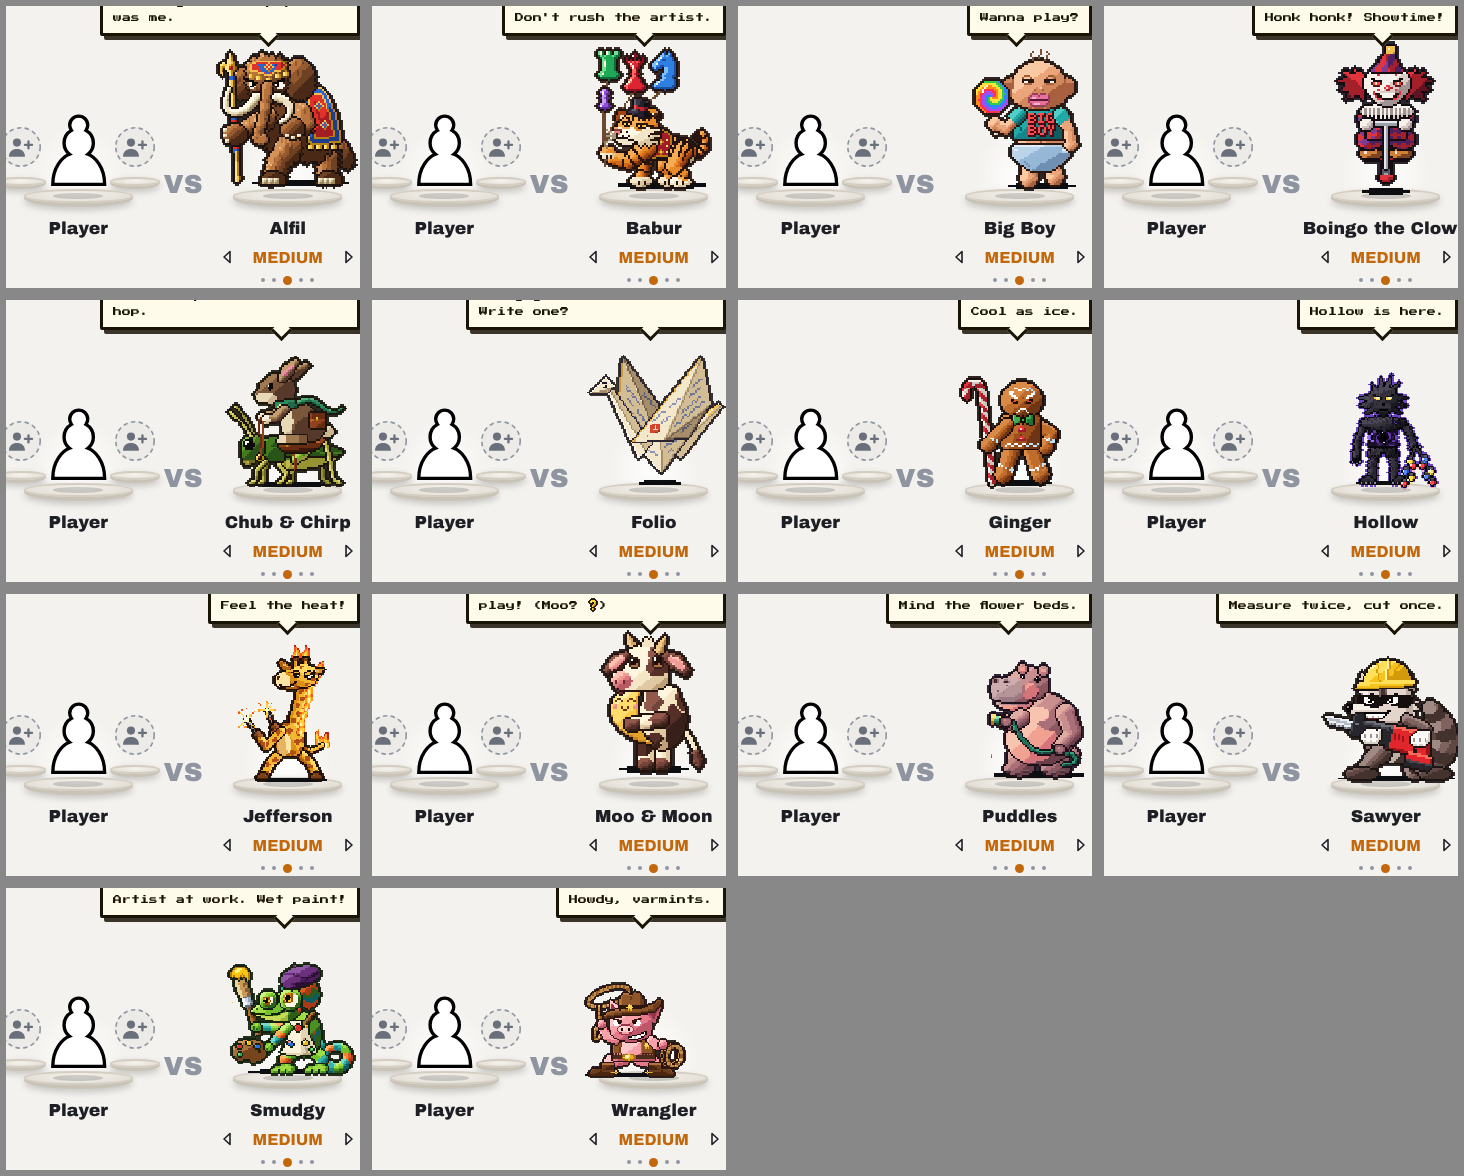 was me.
Don't rush the artist.
Wanna play?
Honk honk! Showtime!
BIG
BOY
VS
VS
VS
VS
Player
Alfil
Player
Babur
Player
Big Boy
Player
Boingo the Clow
MEDIUM
MEDIUM
MEDIUM
MEDIUM
hop.
Write one?
Cool as ice.
Hollow is here.
VS
VS
VS
VS
Player
Chub & Chirp
Player
Folio
Player
Ginger
Player
Hollow
MEDIUM
MEDIUM
MEDIUM
MEDIUM
Feel the heat!
play! (Moo? )
Mind the flower beds.
Measure twice, cut once.
VS
VS
VS
VS
Player
Jefferson
Player
Moo & Moon
Player
Puddles
Player
Sawyer
MEDIUM
MEDIUM
MEDIUM
MEDIUM
Artist at work. Wet paint!
Howdy, varmints.
VS
VS
Player
Smudgy
Player
Wrangler
MEDIUM
MEDIUM